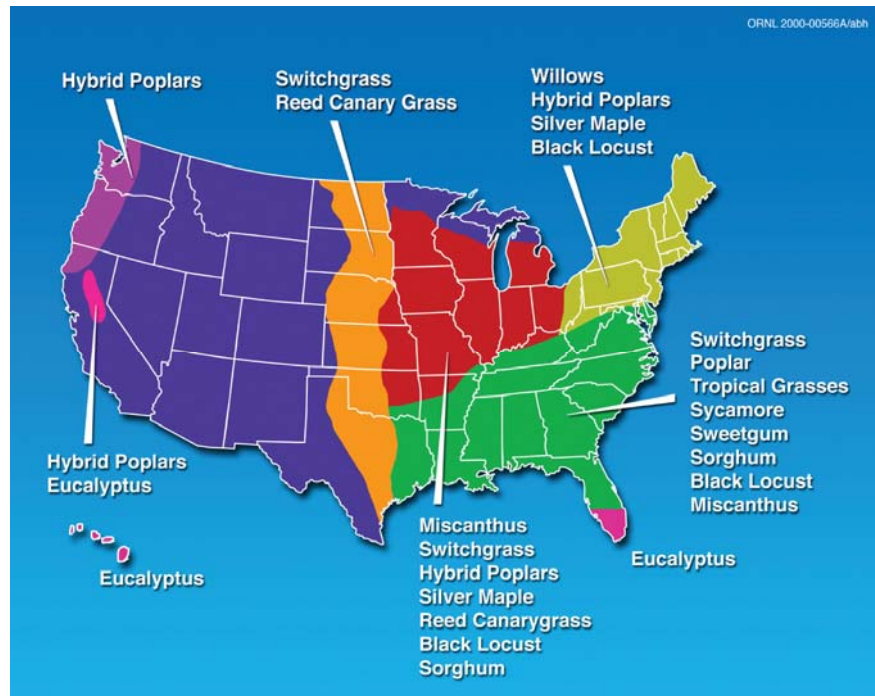 ORNL 2000-00566A/abh
Hybrid Poplars
Switchgrass
Reed Canary Grass
Willows
Hybrid Poplars
Silver Maple
Black Locust
Switchgrass
Poplar
Tropical Grasses
Sycamore
Sweetgum
Sorghum
Black Locust
Miscanthus
Hybrid Poplars
Eucalyptus
Miscanthus
Switchgrass
Hybrid Poplars
Silver Maple
Reed Canarygrass
Black Locust
Sorghum
Eucalyptus
Eucalyptus